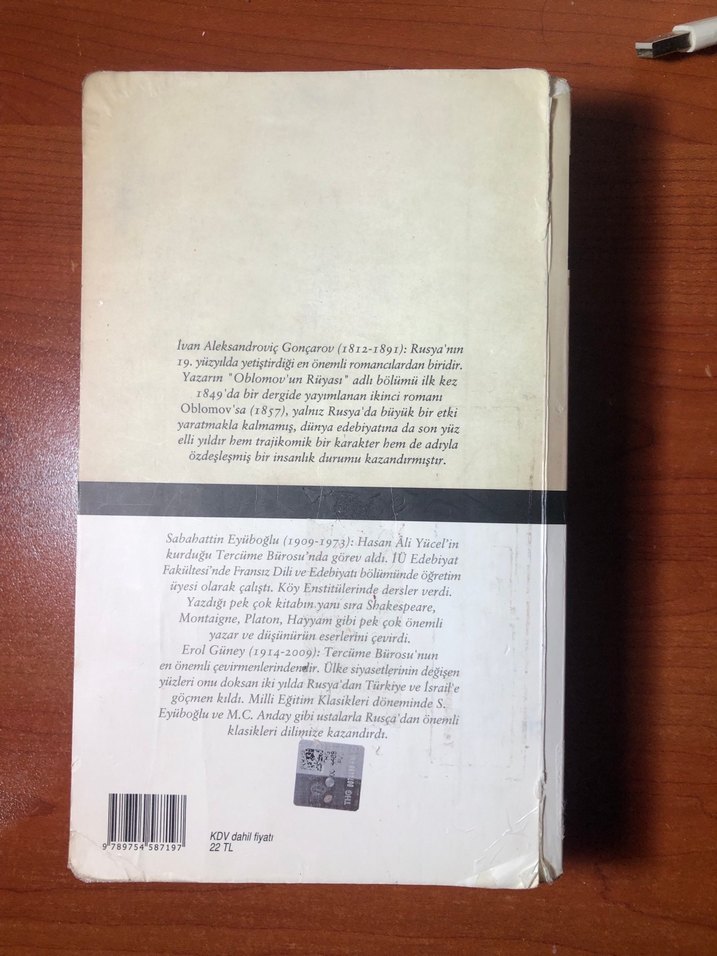 İvan Aleksandroviç Gonçarov (1812-1891): Rusya'nın
19. yüzyılda yetiştirdiği en önemli romancılardan biridir.
Yazarın "Oblomov'un Rüyası" adlı bölümü ilk kez
1849'da bir dergide yayımlanan ikinci romanı
Oblomov'sa (1857), yalnız Rusya'da büyük bir etki
yaratmakla kalmamış, dünya edebiyatına da son yüz
elli yıldır hem trajikomik bir karakter hem de adıyla
özdeşleşmiş bir insanlık durumu kazandırmıştır.
Sabahattin Eyüboğlu (1909-1973): Hasan Âli Yücel'in
kurduğu Tercüme Bürosu'nda görev aldı. İÜ Edebiyat
Fakültesi'nde Fransız Dili ve Edebiyatı bölümünde öğretim
üyesi olarak çalıştı. Köy Enstitülerinde dersler verdi.
Yazdığı pek çok kitabın yanı sıra Shakespeare,
Montaigne, Platon, Hayyam gibi pek çok önemli
yazar ve düşünürün eserlerini çevirdi.
Erol Güney (1914-2009): Tercüme Bürosu'nun
en önemli çevirmenlerindendir. Ülke siyasetlerinin değişen
yüzleri onu doksan iki yılda Rusya'dan Türkiye ve İsrail'e
göçmen kıldı. Milli Eğitim Klasikleri döneminde S.
Eyüboğlu ve M.C. Anday gibi ustalarla Rusça'dan önemli
klasikleri dilimize kazandırdı.
KDV dahil fiyatı
22 TL
9 789754 587197